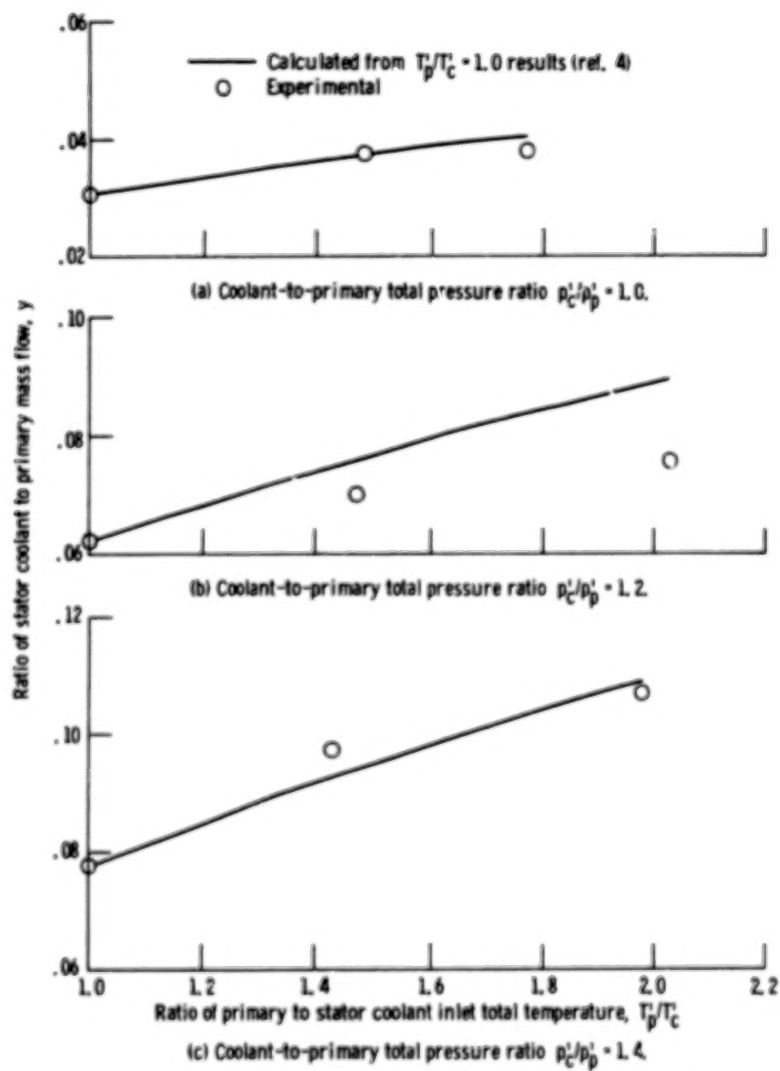 .06
Calculated from T'p/T'c = 1.0 results (ref. 4)
Experimental
.04
.02
(a) Coolant-to-primary total pressure ratio p'c/p'p = 1.0.
.10
.08
.06
(b) Coolant-to-primary total pressure ratio p'c/p'p = 1.2.
.12
.10
.08
.06
1.0 1.2 1.4 1.6 1.8 2.0 2.2
Ratio of primary to stator coolant inlet total temperature, T'p/T'c
(c) Coolant-to-primary total pressure ratio p'c/p'p = 1.4.
Ratio of stator coolant to primary mass flow, y